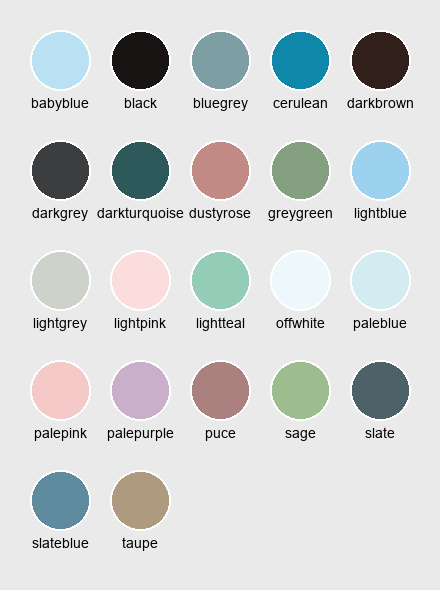 babyblue black bluegrey cerulean darkbrown
darkgrey darkturquoise dustyrose greygreen lightblue
lightgrey lightpink lightteal offwhite paleblue
palepink palepurple puce sage slate
slateblue taupe